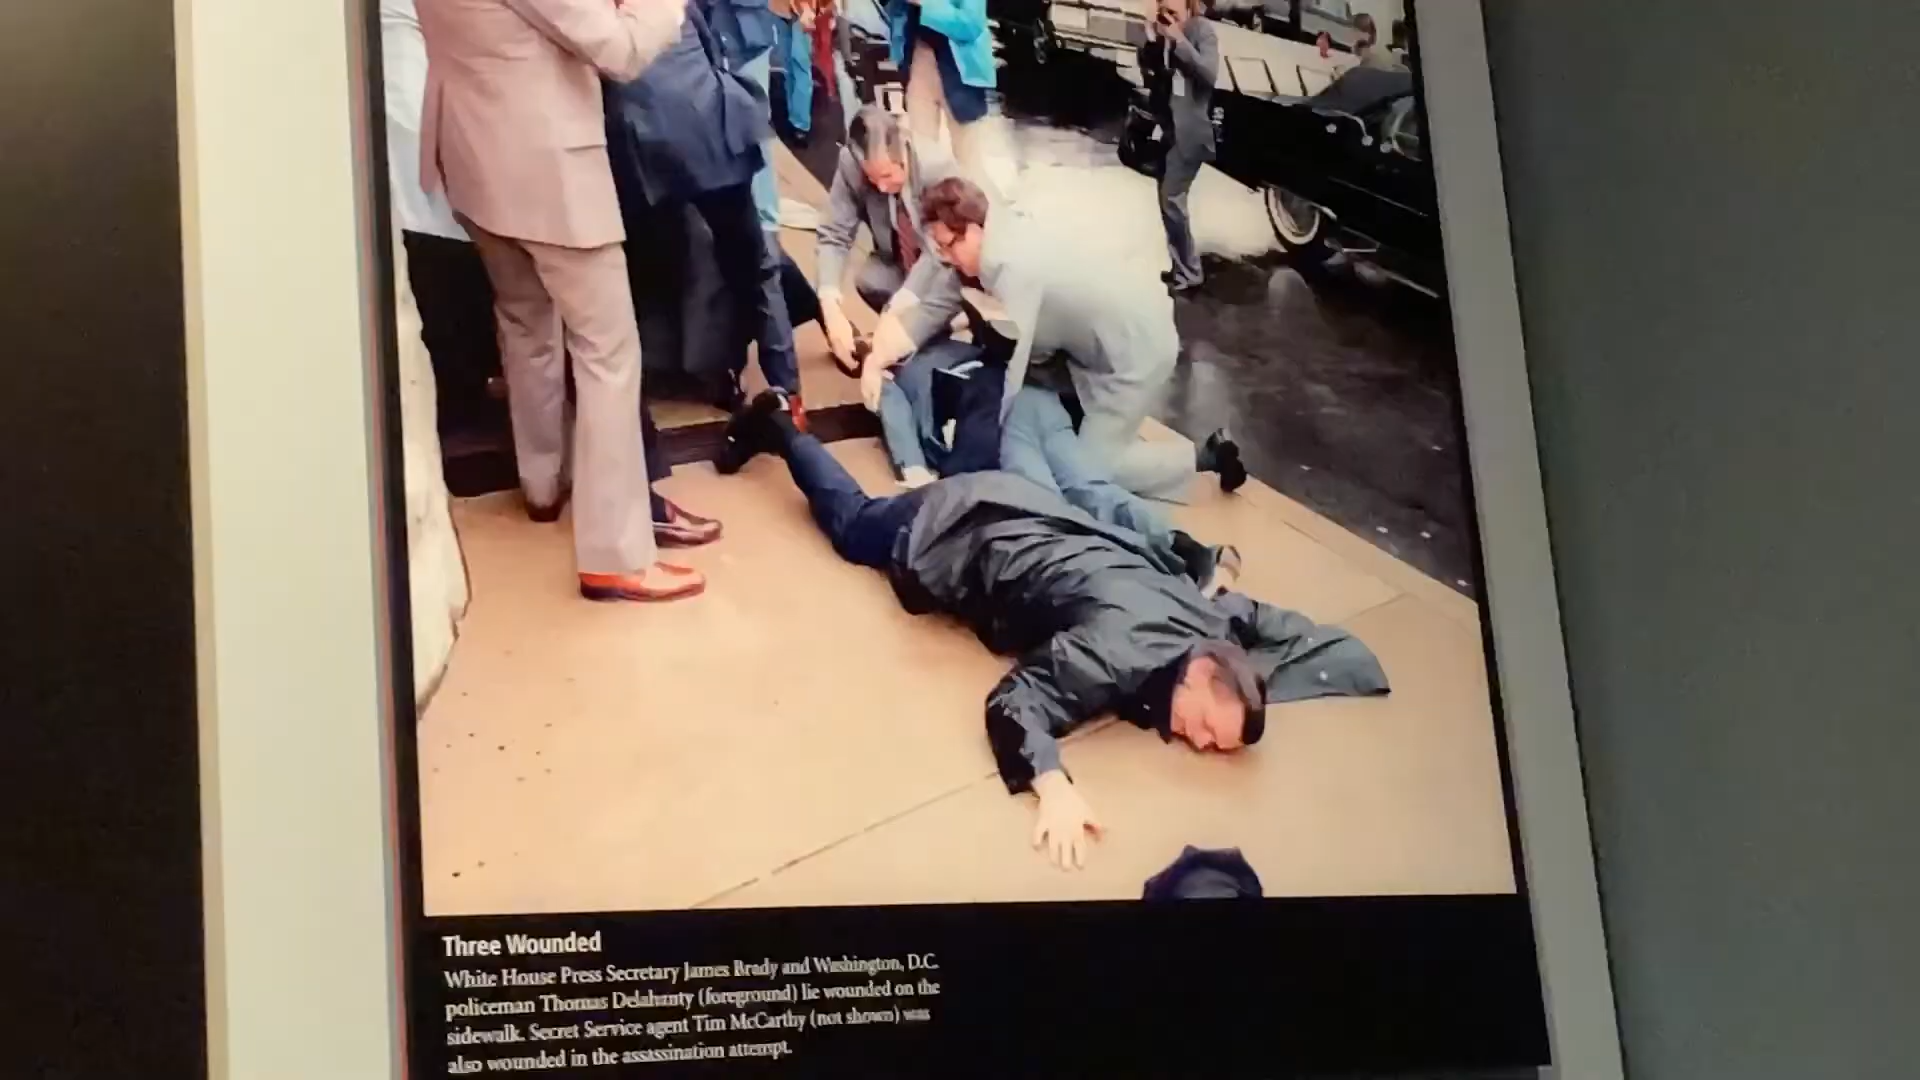 Three Wounded
White House Press Secretary James Brady and Washington, D.C.
policeman Thomas Delahanty (foreground) lie wounded on the
sidewalk. Secret Service agent Tim McCarthy (not shown) was
also wounded in the assassination attempt.